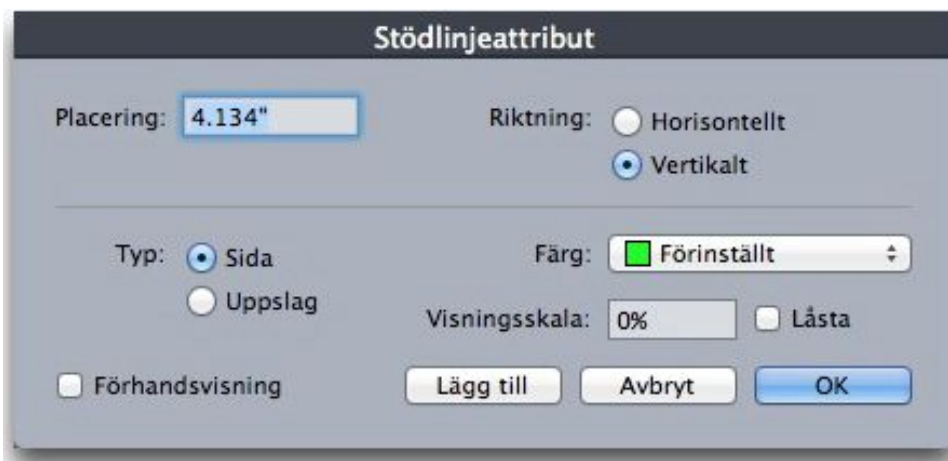 Stödlinjeattribut
Placering: 4.134" Riktning: Horisontellt
Vertikalt
Typ: Sida Färg: Förinställt
Uppslag
Visningsskala: 0% Låsta
Förhandsvisning Lägg till Avbryt OK